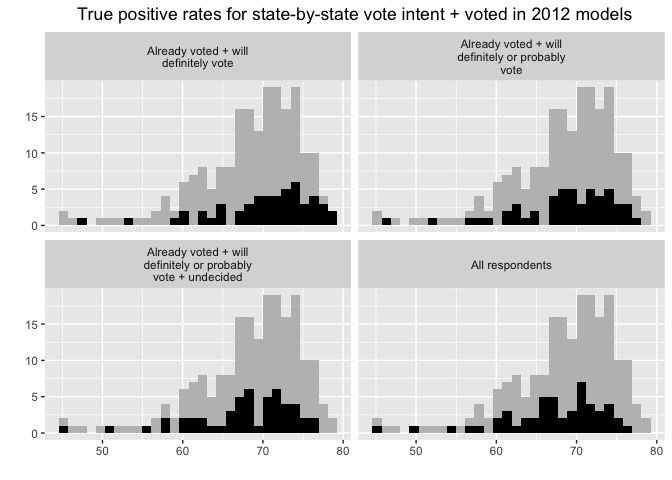 True positive rates for state-by-state vote intent + voted in 2012 models
Already voted + will
definitely vote
Already voted + will
definitely or probably
vote
15
10
5
0
Already voted + will
definitely or probably
vote + undecided
All respondents
15
10
5
0
50 60 70 80 50 60 70 80